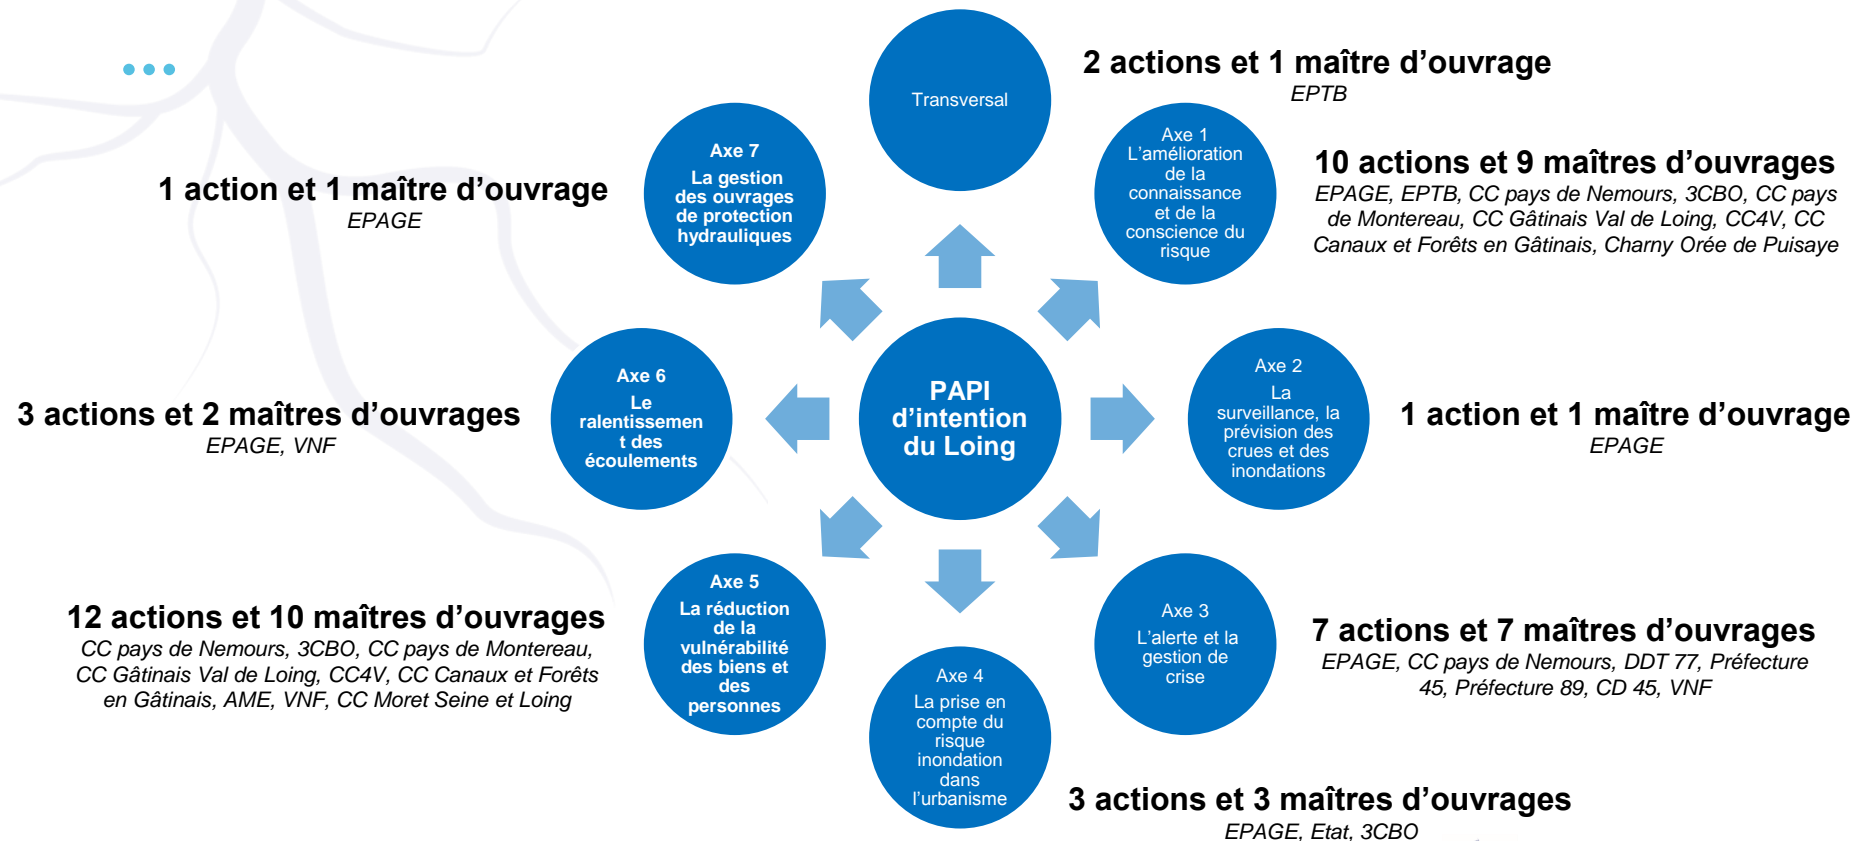 Transversal
2 actions et 1 maître d’ouvrage
EPTB
Axe 1
L’amélioration
de la
connaissance
et de la
conscience du
risque
10 actions et 9 maîtres d’ouvrages
EPAGE, EPTB, CC pays de Nemours, 3CBO, CC pays
de Montereau, CC Gâtinais Val de Loing, CC4V, CC
Canaux et Forêts en Gâtinais, Charny Orée de Puisaye
Axe 2
La
surveillance, la
prévision des
crues et des
inondations
1 action et 1 maître d’ouvrage
EPAGE
Axe 3
L’alerte et la
gestion de
crise
7 actions et 7 maîtres d’ouvrages
EPAGE, CC pays de Nemours, DDT 77, Préfecture
45, Préfecture 89, CD 45, VNF
Axe 4
La prise en
compte du
risque
inondation
dans
l’urbanisme
3 actions et 3 maîtres d’ouvrages
EPAGE, Etat, 3CBO
Axe 5
La réduction
de la
vulnérabilité
des biens et
des
personnes
12 actions et 10 maîtres d’ouvrages
CC pays de Nemours, 3CBO, CC pays de Montereau,
CC Gâtinais Val de Loing, CC4V, CC Canaux et Forêts
en Gâtinais, AME, VNF, CC Moret Seine et Loing
Axe 6
Le
ralentissemen
t des
écoulements
3 actions et 2 maîtres d’ouvrages
EPAGE, VNF
Axe 7
La gestion
des ouvrages
de protection
hydrauliques
1 action et 1 maître d’ouvrage
EPAGE
PAPI
d’intention
du Loing